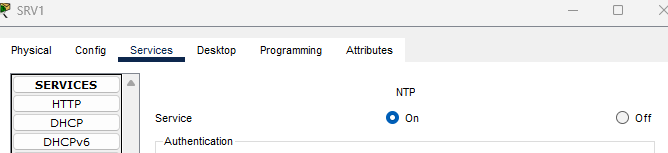 SRV1
Physical Config Services Desktop Programming Attributes
SERVICES
HTTP
DHCP
DHCPv6
NTP
Service On Off
Authentication